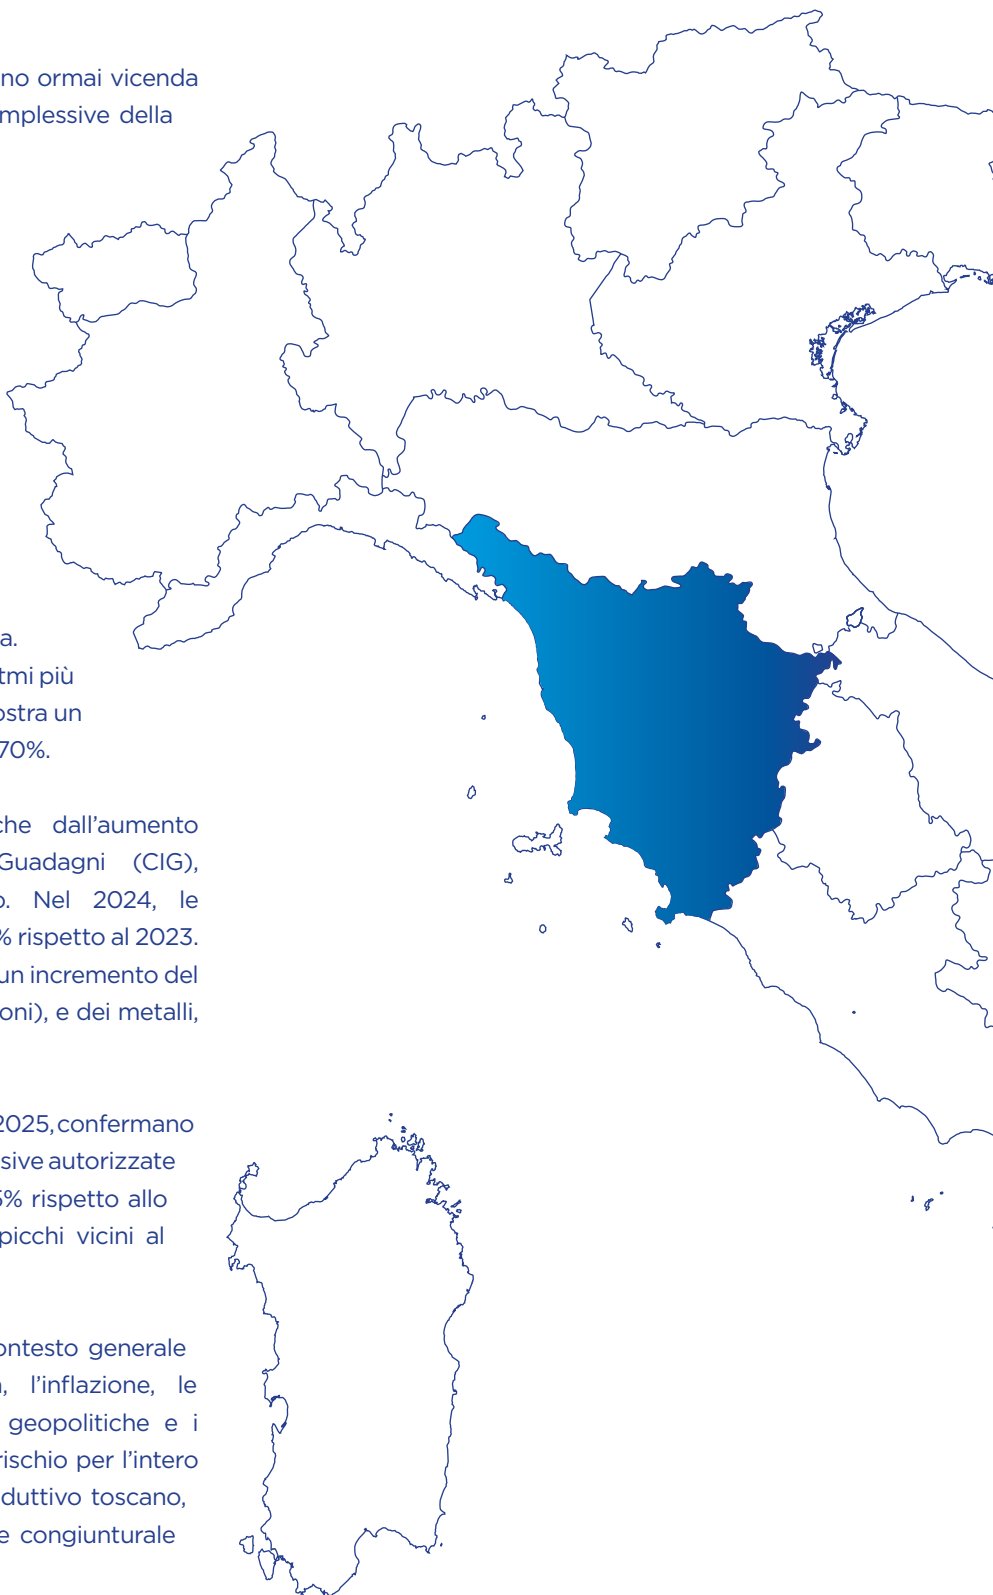 no ormai vicenda
mplessive della
a.
tmi più
ostra un
70%.
che dall'aumento
Guadagni (CIG),
o. Nel 2024, le
% rispetto al 2023.
un incremento del
oni), e dei metalli,
2025, confermano
sive autorizzate
5% rispetto allo
picchi vicini al
ontesto generale
, l'inflazione, le
geopolitiche e i
rischio per l'intero
duttivo toscano,
e congiunturale